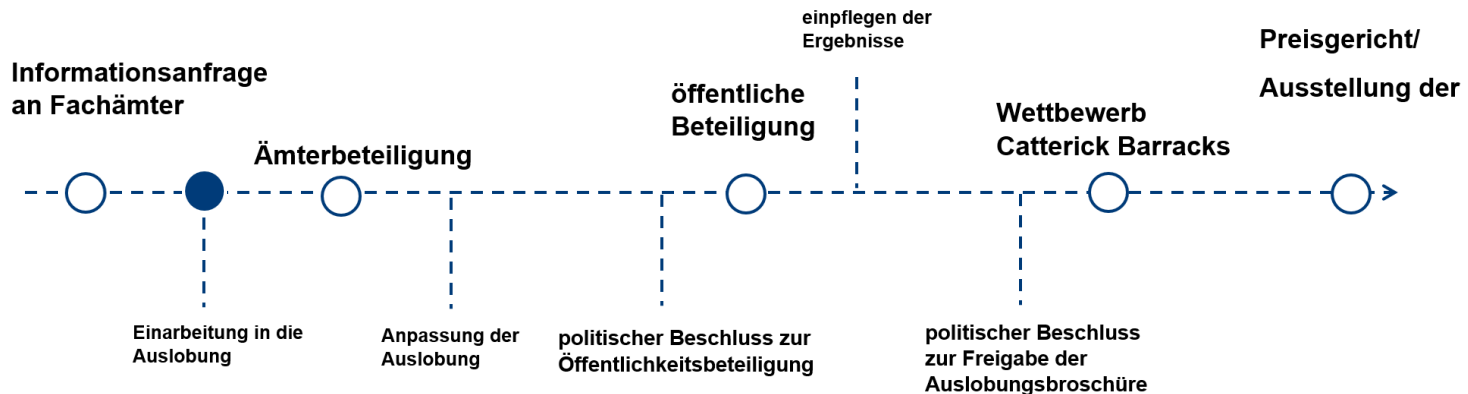 Informationsanfrage
an Fachämter
Einarbeitung in die
Auslobung
Ämterbeteiligung
Anpassung der
Auslobung
politischer Beschluss zur
Öffentlichkeitsbeteiligung
öffentliche
Beteiligung
einpflegen der
Ergebnisse
politischer Beschluss
zur Freigabe der
Auslobungsbroschüre
Wettbewerb
Catterick Barracks
Preisgericht/
Ausstellung der